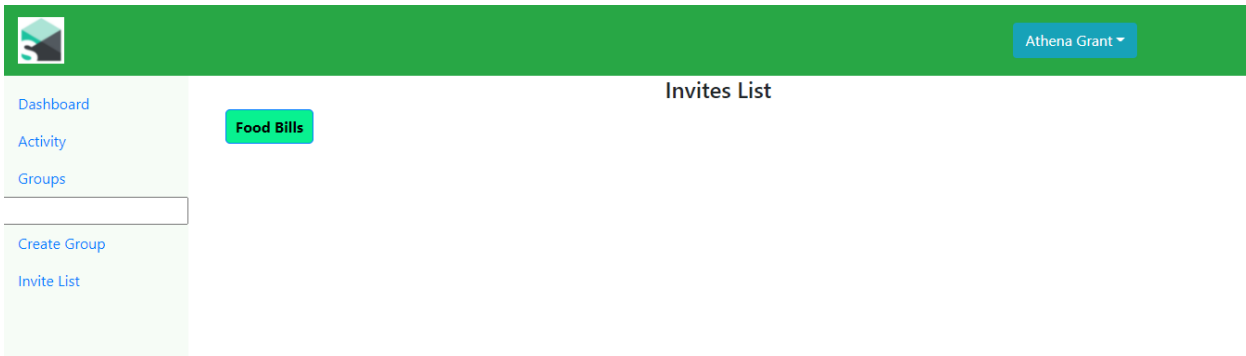 Athena Grant
Invites List
Dashboard
Food Bills
Activity
Groups
Create Group
Invite List